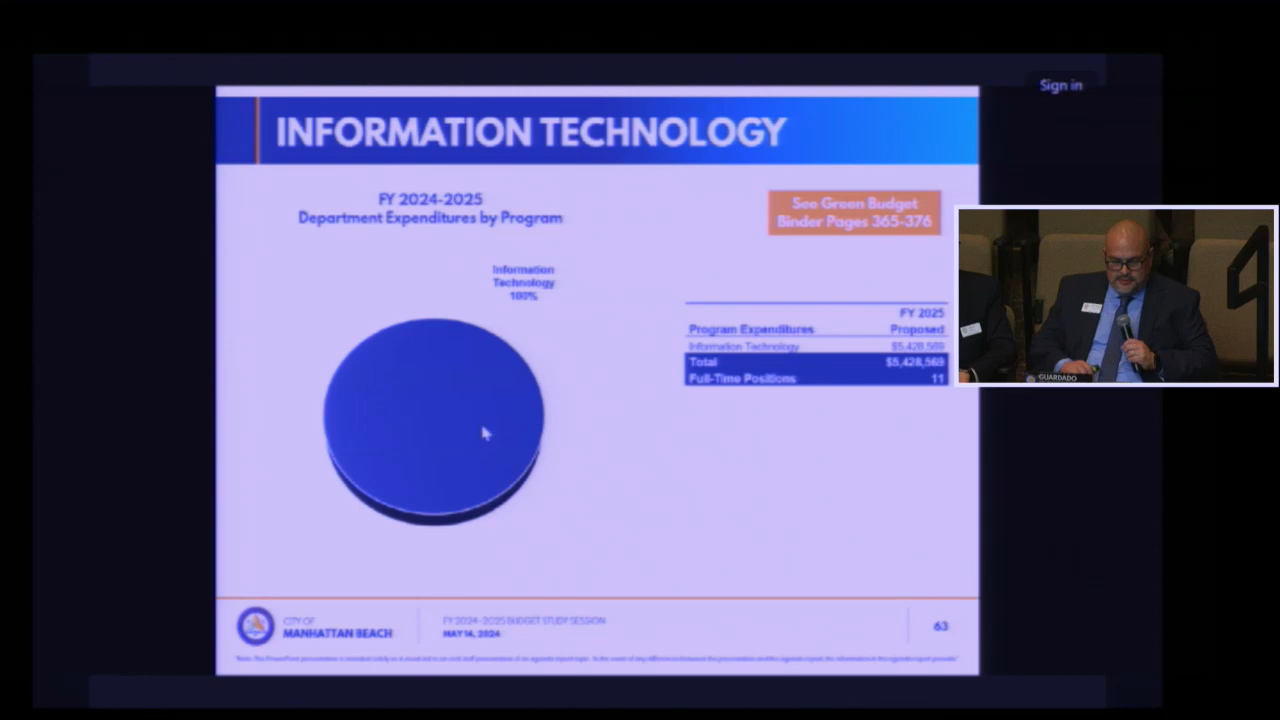 Sign in
INFORMATION TECHNOLOGY
FY 2024-2025
Department Expenditures by Program
See Green Budget
Binder Pages 365-376
Information
Technology
100%
FY 2025
Program Expenditures Proposed
Information Technology $5,428,569
Total $5,428,569
Full-Time Positions 11
GUARDADO
CITY OF
MANHATTAN BEACH
FY 2024-2025 BUDGET STUDY SESSION
MAY 14, 2024
63